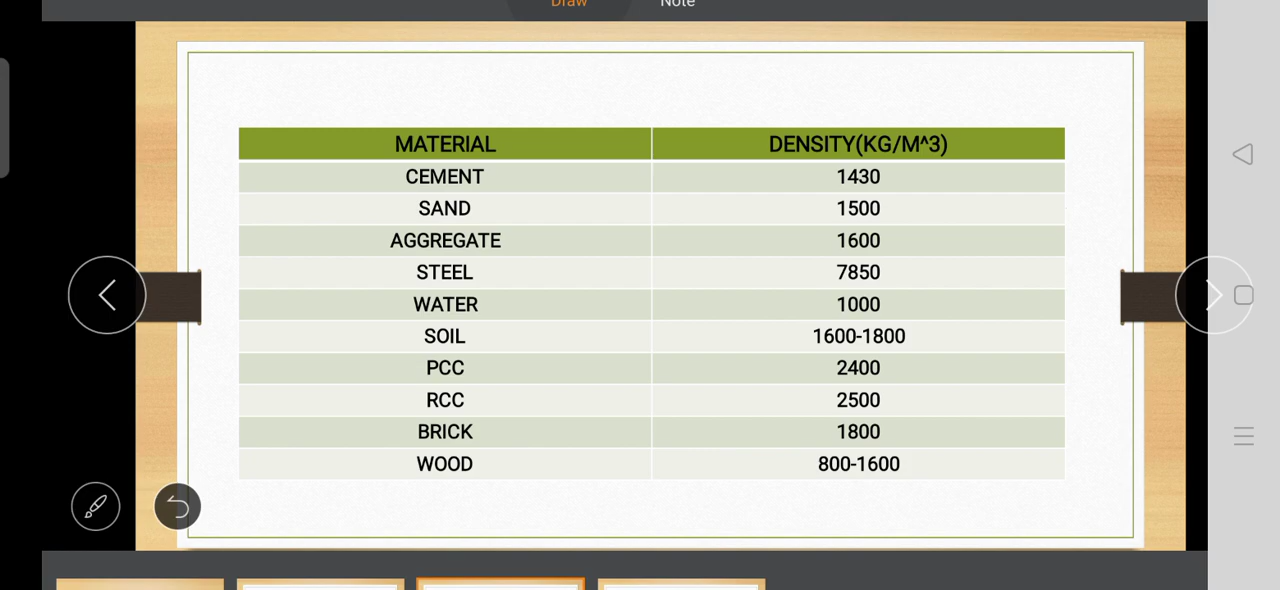 Draw Note
MATERIAL DENSITY(KG/M^3)
CEMENT 1430
SAND 1500
AGGREGATE 1600
STEEL 7850
WATER 1000
SOIL 1600-1800
PCC 2400
RCC 2500
BRICK 1800
WOOD 800-1600